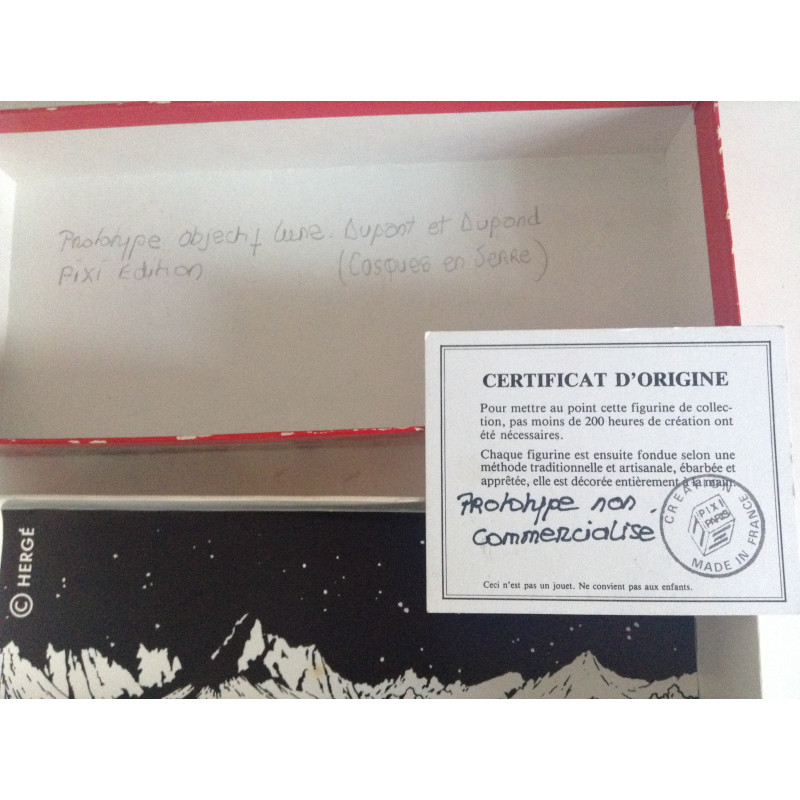 Prototype objectif lune. Dupont et Dupond
Pixi Edition (Casques en Serre)
CERTIFICAT D'ORIGINE
Pour mettre au point cette figurine de collec-
tion, pas moins de 200 heures de création ont
été nécessaires.
Chaque figurine est ensuite fondue selon une
méthode traditionnelle et artisanale, ébarbée et
apprêtée, elle est décorée entièrement à la main.
Prototype non
commercialise
CREATION
PIXI
PARIS
MADE IN FRANCE
Ceci n'est pas un jouet. Ne convient pas aux enfants.
© HERGÉ